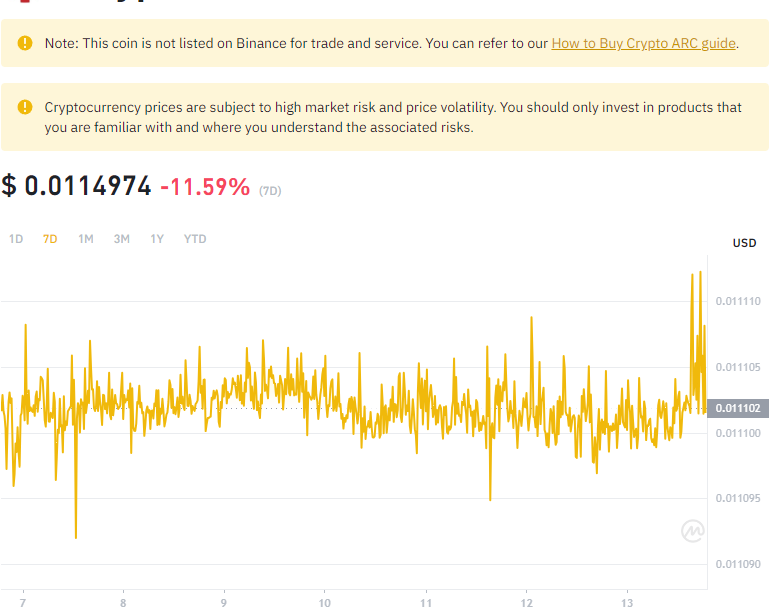 Note: This coin is not listed on Binance for trade and service. You can refer to our How to Buy Crypto ARC guide.
Cryptocurrency prices are subject to high market risk and price volatility. You should only invest in products that
you are familiar with and where you understand the associated risks.
$ 0.0114974 -11.59% (7D)
1D 7D 1M 3M 1Y YTD
USD
0.011110
0.011105
0.011102
0.011100
0.011095
0.011090
7 8 9 10 11 12 13